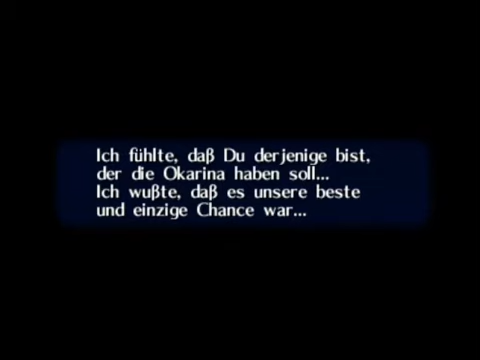 Ich fühlte, daß Du derjenige bist,
der die Okarina haben soll...
Ich wußte, daß es unsere beste
und einzige Chance war...